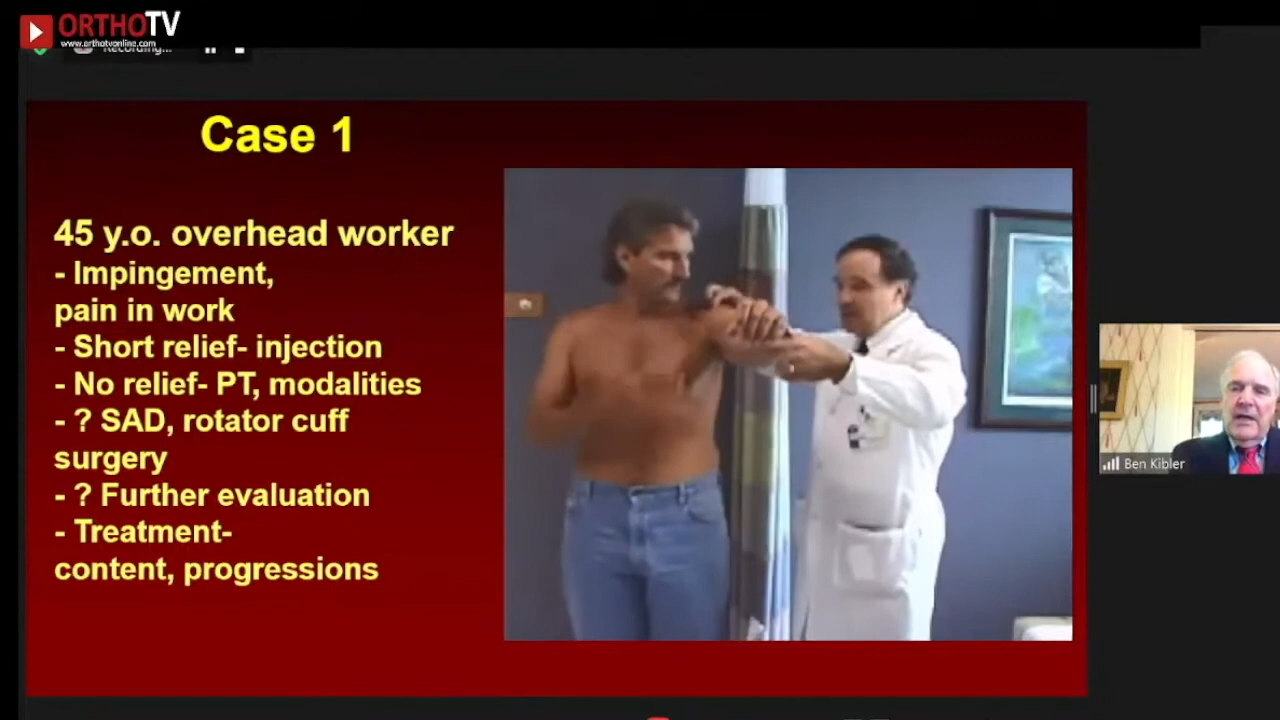 ORTHOTV
www.orthotvonline.com
Recording...
Case 1
45 y.o. overhead worker
- Impingement,
pain in work
- Short relief- injection
- No relief- PT, modalities
- ? SAD, rotator cuff
surgery
- ? Further evaluation
- Treatment-
content, progressions
Ben Kibler